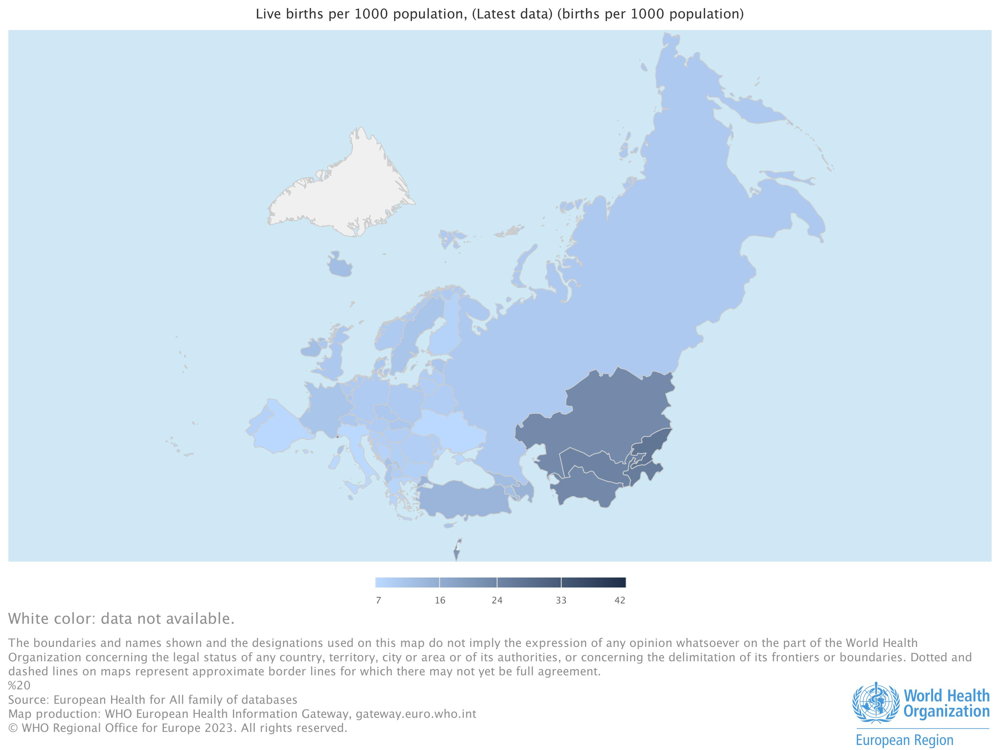 Live births per 1000 population, (Latest data) (births per 1000 population)
7 16 24 33 42
White color: data not available.
The boundaries and names shown and the designations used on this map do not imply the expression of any opinion whatsoever on the part of the World Health
Organization concerning the legal status of any country, territory, city or area or of its authorities, or concerning the delimitation of its frontiers or boundaries. Dotted and
dashed lines on maps represent approximate border lines for which there may not yet be full agreement.
%20
Source: European Health for All family of databases
Map production: WHO European Health Information Gateway, gateway.euro.who.int
© WHO Regional Office for Europe 2023. All rights reserved.
World Health
Organization
European Region